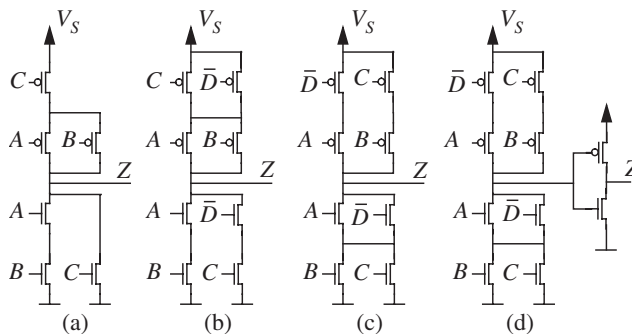 V_S V_S V_S V_S
C C D̄ D̄ C D̄ C
A B A B A B A B
Z Z Z Z
A A D̄ A D̄ A D̄
B C B C B C B C
(a) (b) (c) (d)